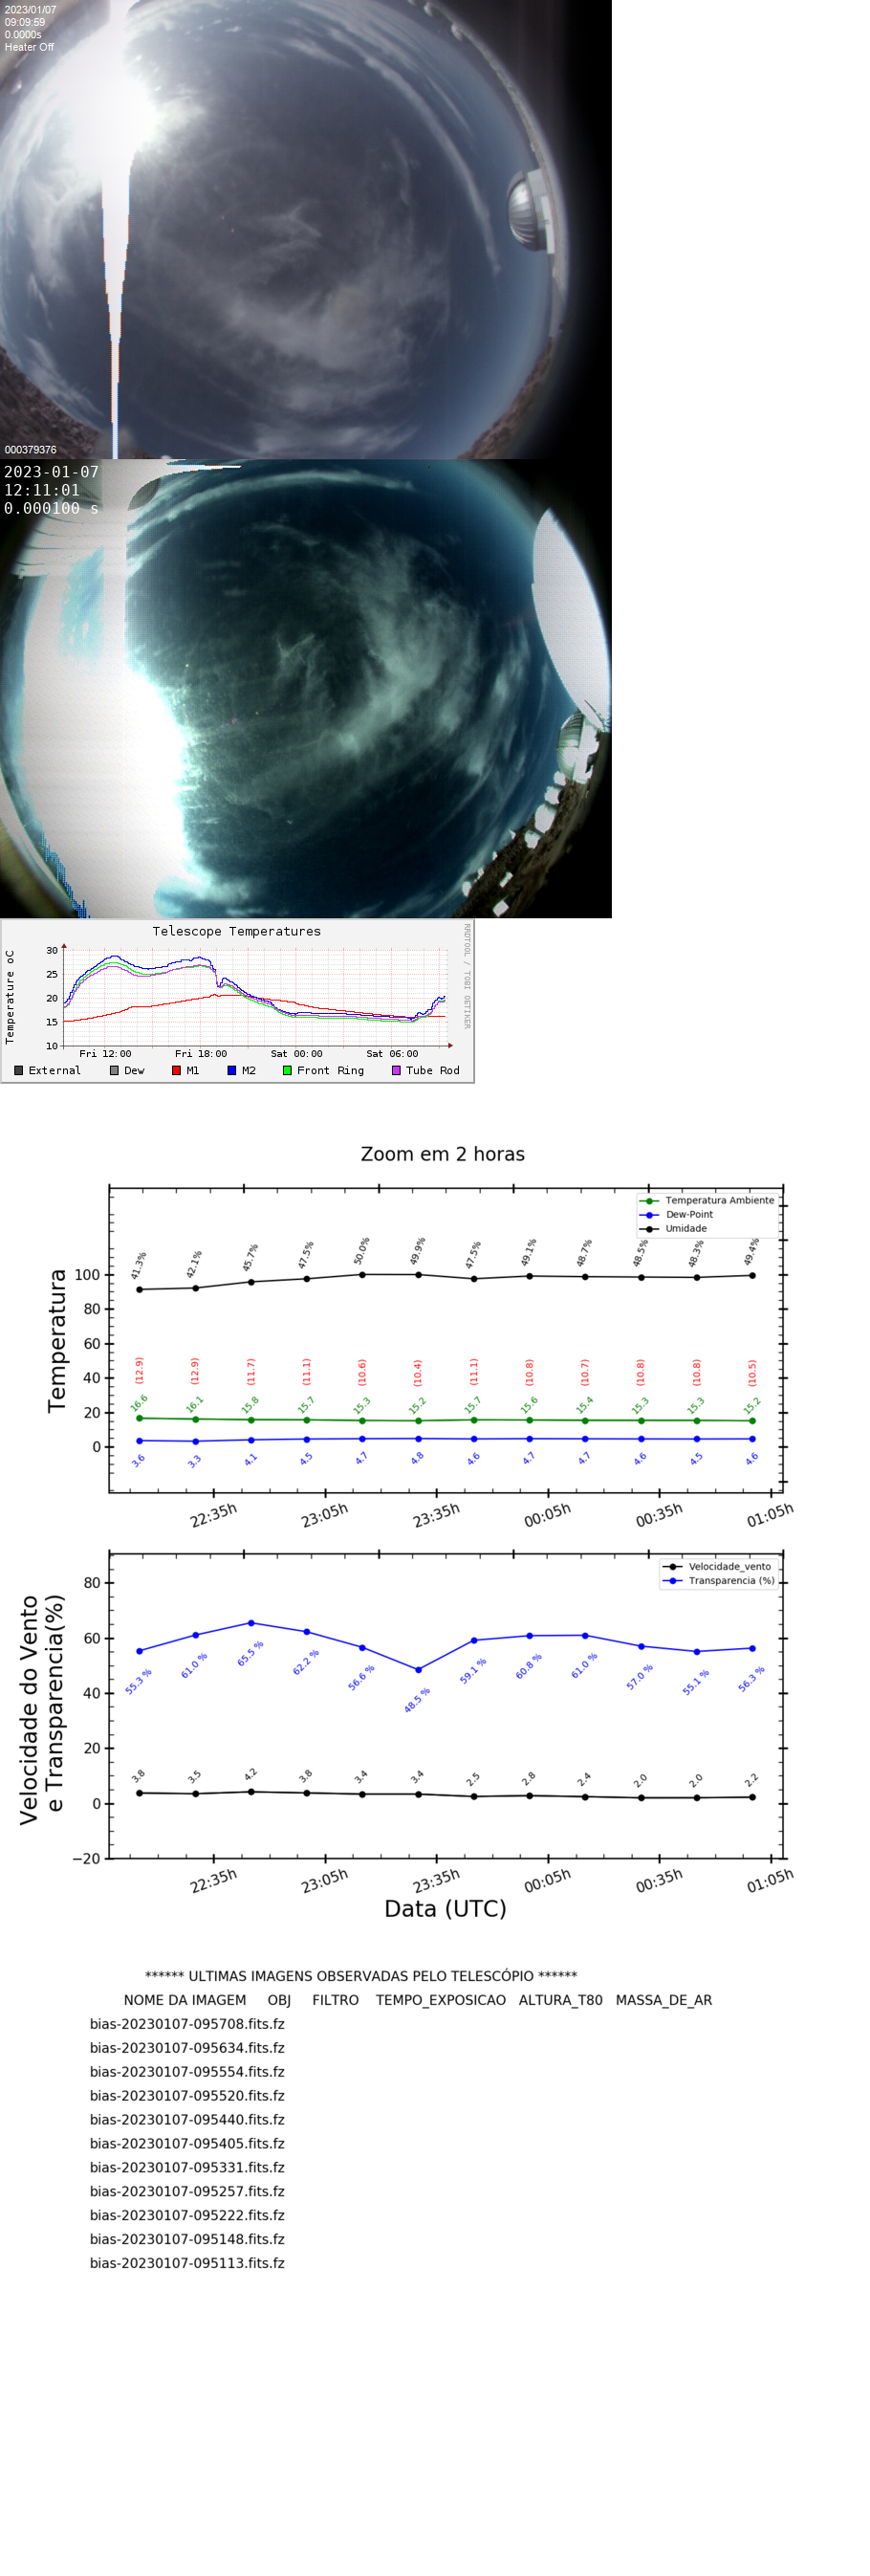 2023/01/07
09:09:59
0.0000s
Heater Off
000379376
2023-01-07
12:11:01
0.000100 s
Telescope Temperatures
Temperature oC
RRDTOOL / TOBI OETIKER
30
25
20
15
10
Fri 12:00 Fri 18:00 Sat 00:00 Sat 06:00
External Dew M1 M2 Front Ring Tube Rod
Zoom em 2 horas
Temperatura Ambiente
Dew-Point
Umidade
Temperatura
100
80
60
40
20
0
41.3% 42.1% 45.7% 47.5% 50.0% 49.9% 47.5% 49.1% 48.7% 48.5% 48.3% 49.4%
(12.9) (12.9) (11.7) (11.1) (10.6) (10.4) (11.1) (10.8) (10.7) (10.8) (10.8) (10.5)
16.6 16.1 15.8 15.7 15.3 15.2 15.7 15.6 15.4 15.3 15.3 15.2
3.6 3.3 4.1 4.5 4.7 4.8 4.6 4.7 4.7 4.6 4.5 4.6
22:35h 23:05h 23:35h 00:05h 00:35h 01:05h
Velocidade_vento
Transparencia (%)
Velocidade do Vento
e Transparencia(%)
80
60
40
20
0
−20
55.3 % 61.0 % 65.5 % 62.2 % 56.6 % 48.5 % 59.1 % 60.8 % 61.0 % 57.0 % 55.1 % 56.3 %
3.8 3.5 4.2 3.8 3.4 3.4 2.5 2.8 2.4 2.0 2.0 2.2
22:35h 23:05h 23:35h 00:05h 00:35h 01:05h
Data (UTC)
****** ULTIMAS IMAGENS OBSERVADAS PELO TELESCÓPIO ******
NOME DA IMAGEM OBJ FILTRO TEMPO_EXPOSICAO ALTURA_T80 MASSA_DE_AR
bias-20230107-095708.fits.fz
bias-20230107-095634.fits.fz
bias-20230107-095554.fits.fz
bias-20230107-095520.fits.fz
bias-20230107-095440.fits.fz
bias-20230107-095405.fits.fz
bias-20230107-095331.fits.fz
bias-20230107-095257.fits.fz
bias-20230107-095222.fits.fz
bias-20230107-095148.fits.fz
bias-20230107-095113.fits.fz